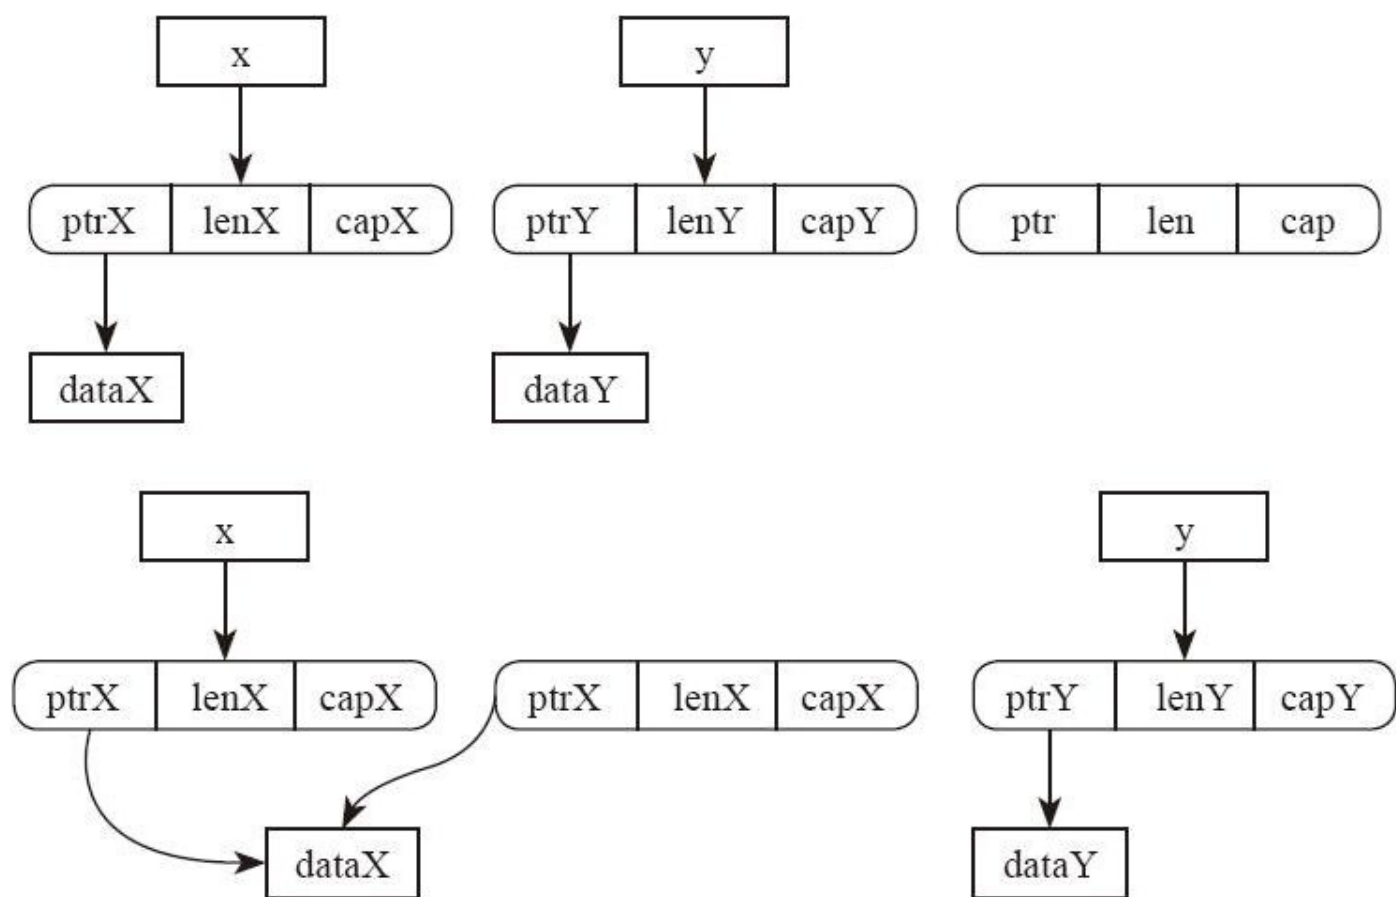 x y
ptrX lenX capX ptrY lenY capY ptr len cap
dataX dataY
x y
ptrX lenX capX ptrX lenX capX ptrY lenY capY
dataX dataY